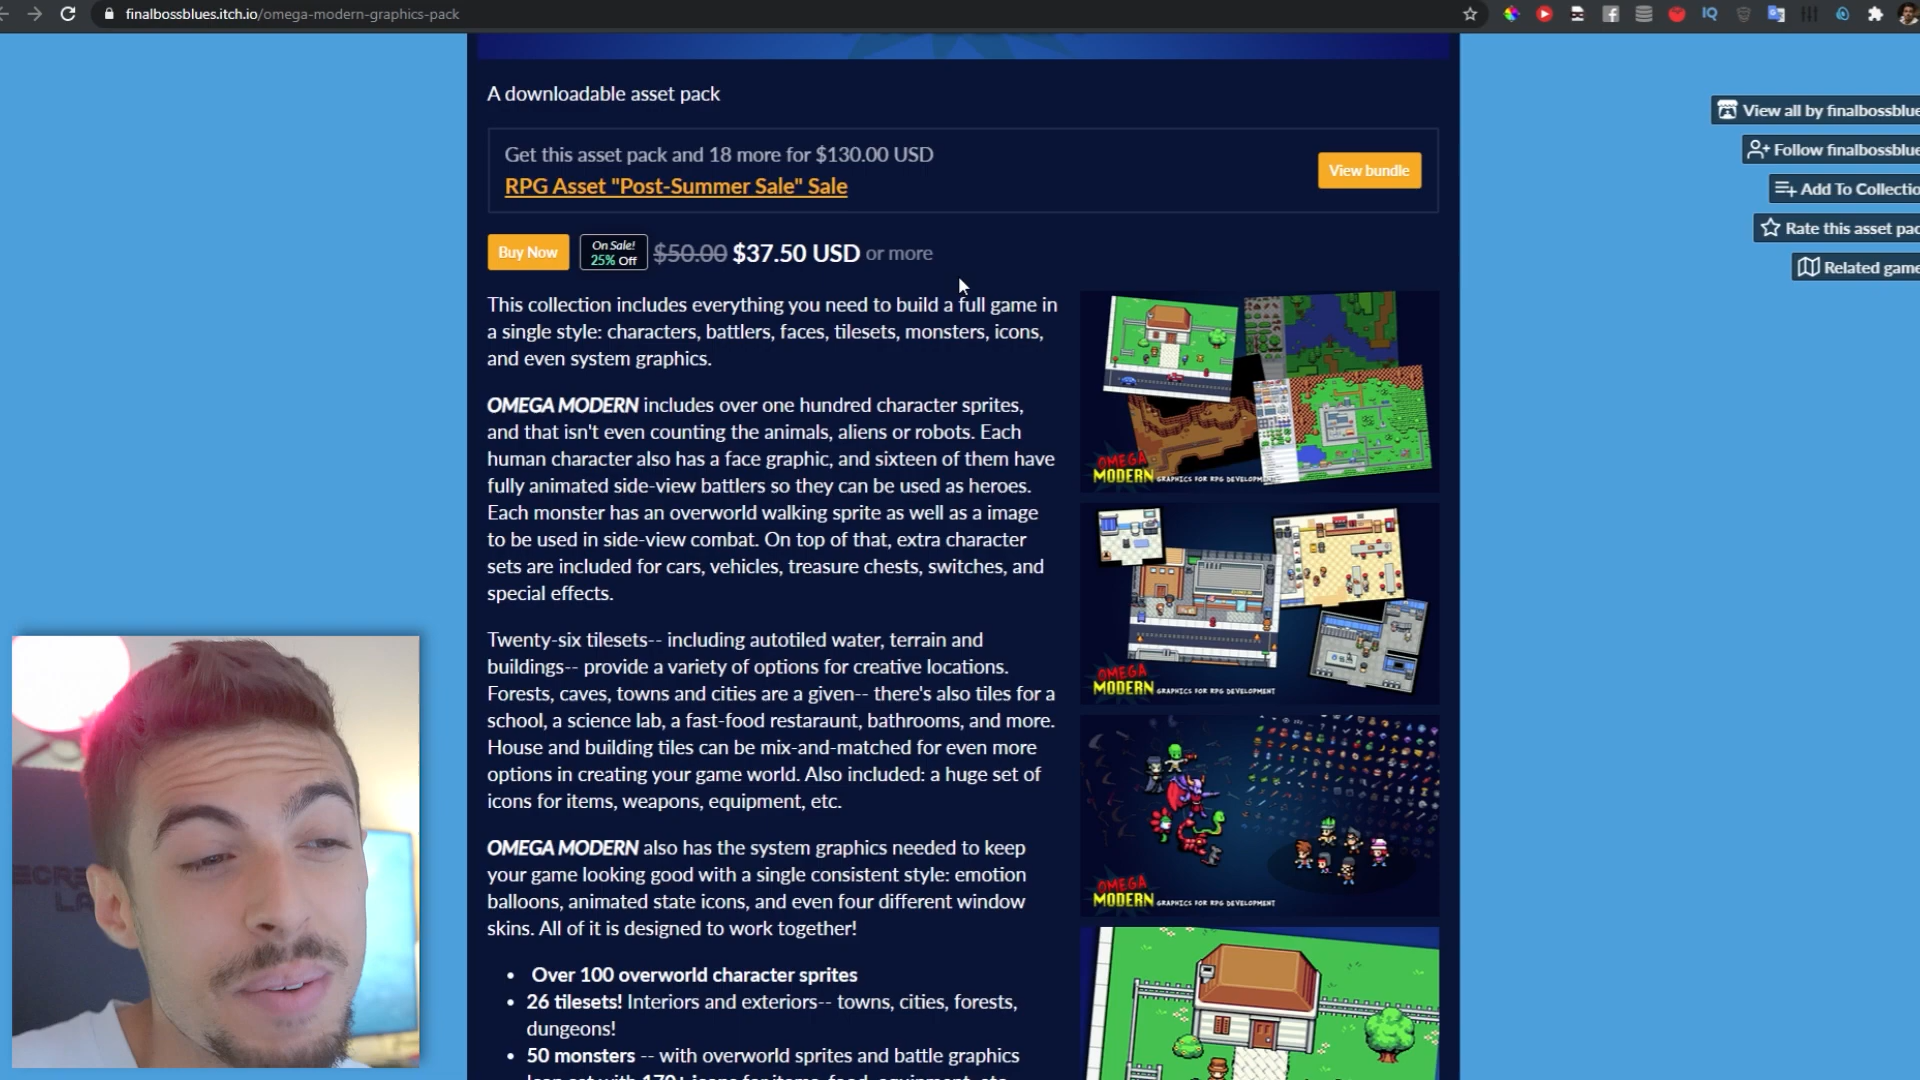 finalbossblues.itch.io/omega-modern-graphics-pack
A downloadable asset pack
Get this asset pack and 18 more for $130.00 USD
RPG Asset "Post-Summer Sale" Sale
View bundle
Buy Now
On Sale!
25% Off
$50.00 $37.50 USD or more
This collection includes everything you need to build a full game in
a single style: characters, battlers, faces, tilesets, monsters, icons,
and even system graphics.
OMEGA MODERN includes over one hundred character sprites,
and that isn't even counting the animals, aliens or robots. Each
human character also has a face graphic, and sixteen of them have
fully animated side-view battlers so they can be used as heroes.
Each monster has an overworld walking sprite as well as a image
to be used in side-view combat. On top of that, extra character
sets are included for cars, vehicles, treasure chests, switches, and
special effects.
Twenty-six tilesets-- including autotiled water, terrain and
buildings-- provide a variety of options for creative locations.
Forests, caves, towns and cities are a given-- there's also tiles for a
school, a science lab, a fast-food restaraunt, bathrooms, and more.
House and building tiles can be mix-and-matched for even more
options in creating your game world. Also included: a huge set of
icons for items, weapons, equipment, etc.
OMEGA MODERN also has the system graphics needed to keep
your game looking good with a single consistent style: emotion
balloons, animated state icons, and even four different window
skins. All of it is designed to work together!
• Over 100 overworld character sprites
• 26 tilesets! Interiors and exteriors-- towns, cities, forests,
dungeons!
• 50 monsters -- with overworld sprites and battle graphics
OMEGA
MODERN GRAPHICS FOR RPG DEVELOPMENT
OMEGA
MODERN GRAPHICS FOR RPG DEVELOPMENT
OMEGA
MODERN GRAPHICS FOR RPG DEVELOPMENT
View all by finalbossblue
Follow finalbossblue
Add To Collectio
Rate this asset pac
Related game
IQ